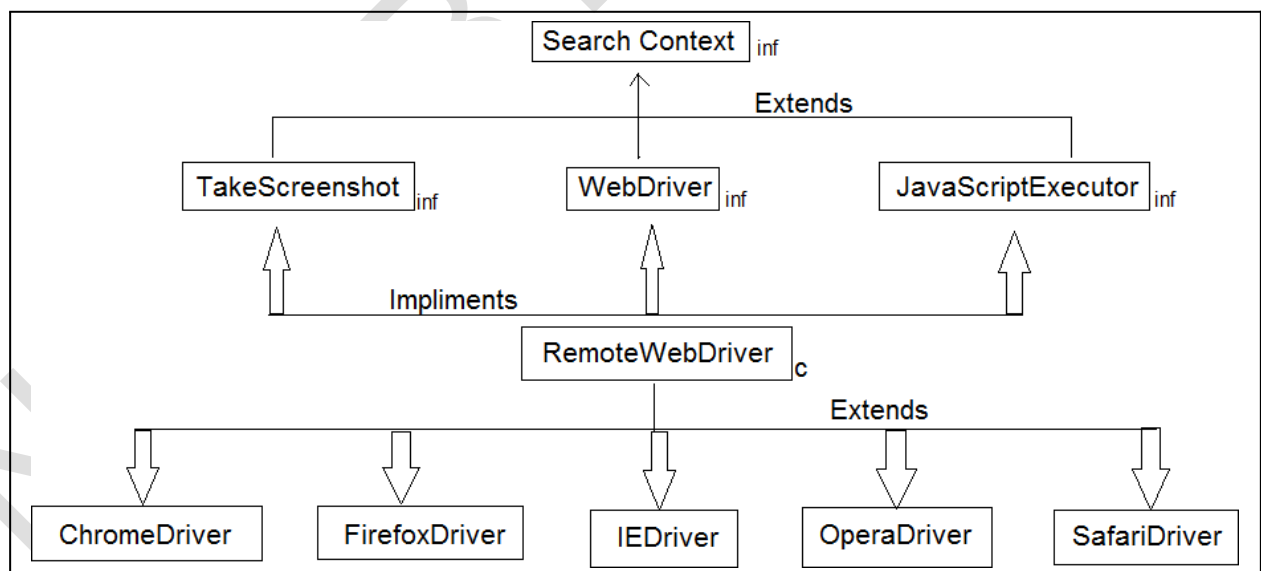 Search Context inf
Extends
TakeScreenshot inf WebDriver inf JavaScriptExecutor inf
Impliments
RemoteWebDriver c
Extends
ChromeDriver FirefoxDriver IEDriver OperaDriver SafariDriver